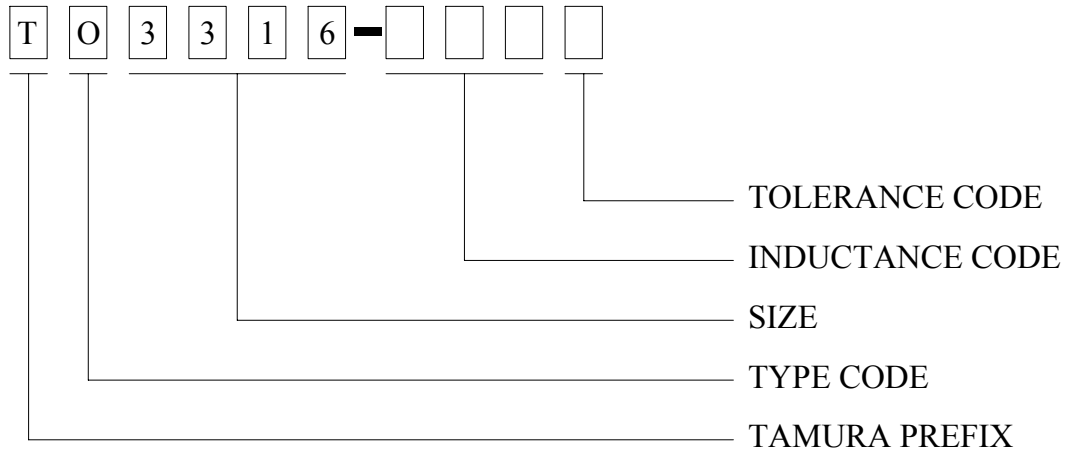 T O 3 3 1 6 -
TOLERANCE CODE
INDUCTANCE CODE
SIZE
TYPE CODE
TAMURA PREFIX